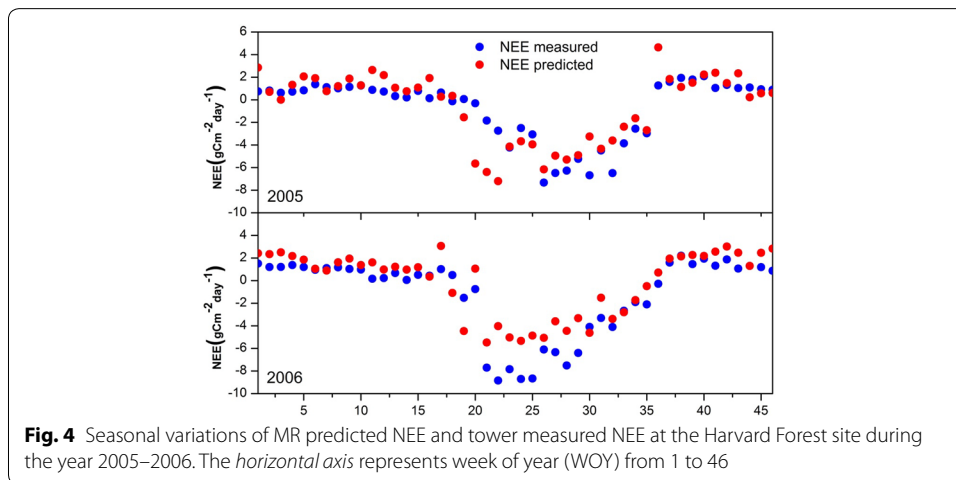 6
4
2
0
-2
-4
-6
-8
-10
NEE(gCm-2day-1)
NEE measured
NEE predicted
2005
4
2
0
-2
-4
-6
-8
-10
NEE(gCm-2day-1)
2006
5 10 15 20 25 30 35 40 45
Fig. 4 Seasonal variations of MR predicted NEE and tower measured NEE at the Harvard Forest site during
the year 2005–2006. The horizontal axis represents week of year (WOY) from 1 to 46